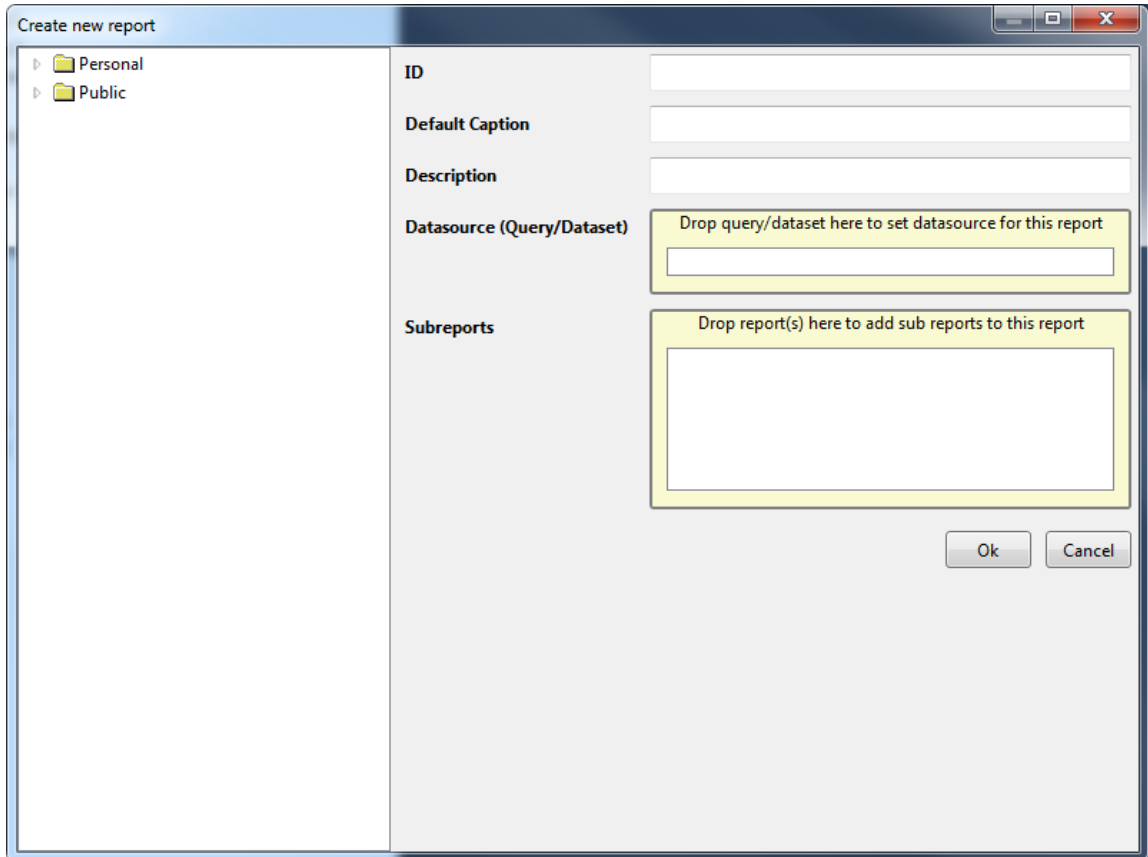 Create new report
Personal
Public
ID
Default Caption
Description
Datasource (Query/Dataset)
Drop query/dataset here to set datasource for this report
Subreports
Drop report(s) here to add sub reports to this report
Ok
Cancel